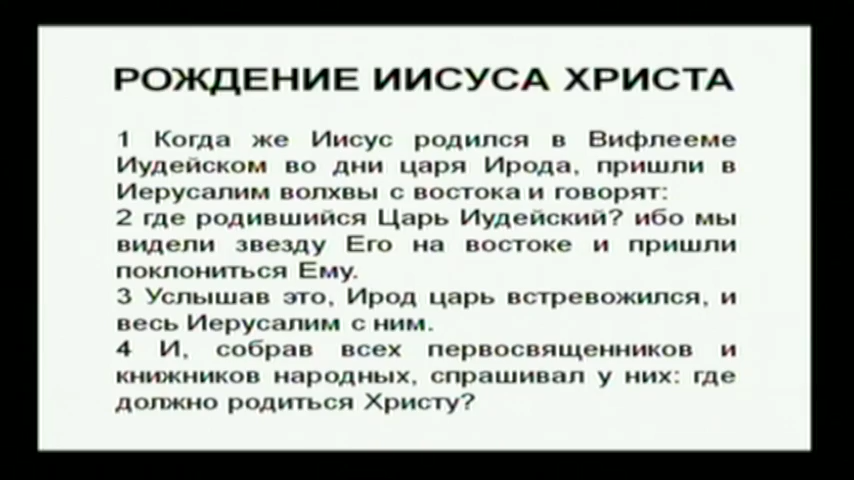 РОЖДЕНИЕ ИИСУСА ХРИСТА
1 Когда же Иисус родился в Вифлееме
Иудейском во дни царя Ирода, пришли в
Иерусалим волхвы с востока и говорят:
2 где родившийся Царь Иудейский? ибо мы
видели звезду Его на востоке и пришли
поклониться Ему.
3 Услышав это, Ирод царь встревожился, и
весь Иерусалим с ним.
4 И, собрав всех первосвященников и
книжников народных, спрашивал у них: где
должно родиться Христу?